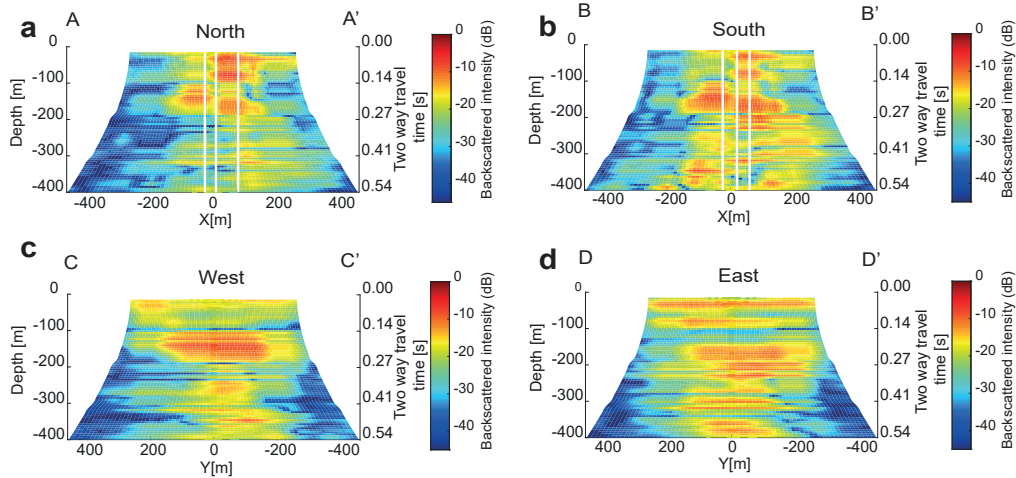 a
A
North
A’
0
-100
-200
-300
-400
Depth [m]
-400
-200
0
200
400
X[m]
0.00
0.14
0.27
0.41
0.54
Two way travel
time [s]
0
-10
-20
-30
-40
Backscattered intensity (dB)
b
B
South
B’
0
-100
-200
-300
-400
Depth [m]
-400
-200
0
200
400
X[m]
0.00
0.14
0.27
0.41
0.54
Two way travel
time [s]
0
-10
-20
-30
-40
Backscattered intensity (dB)
c
C
West
C’
0
-100
-200
-300
-400
Depth [m]
400
200
0
-200
-400
Y[m]
0.00
0.14
0.27
0.41
0.54
Two way travel
time [s]
0
-10
-20
-30
-40
Backscattered intensity (dB)
d
D
East
D’
0
-100
-200
-300
-400
Depth [m]
400
200
0
-200
-400
Y[m]
0.00
0.14
0.27
0.41
0.54
Two way travel
time [s]
0
-10
-20
-30
-40
Backscattered intensity (dB)